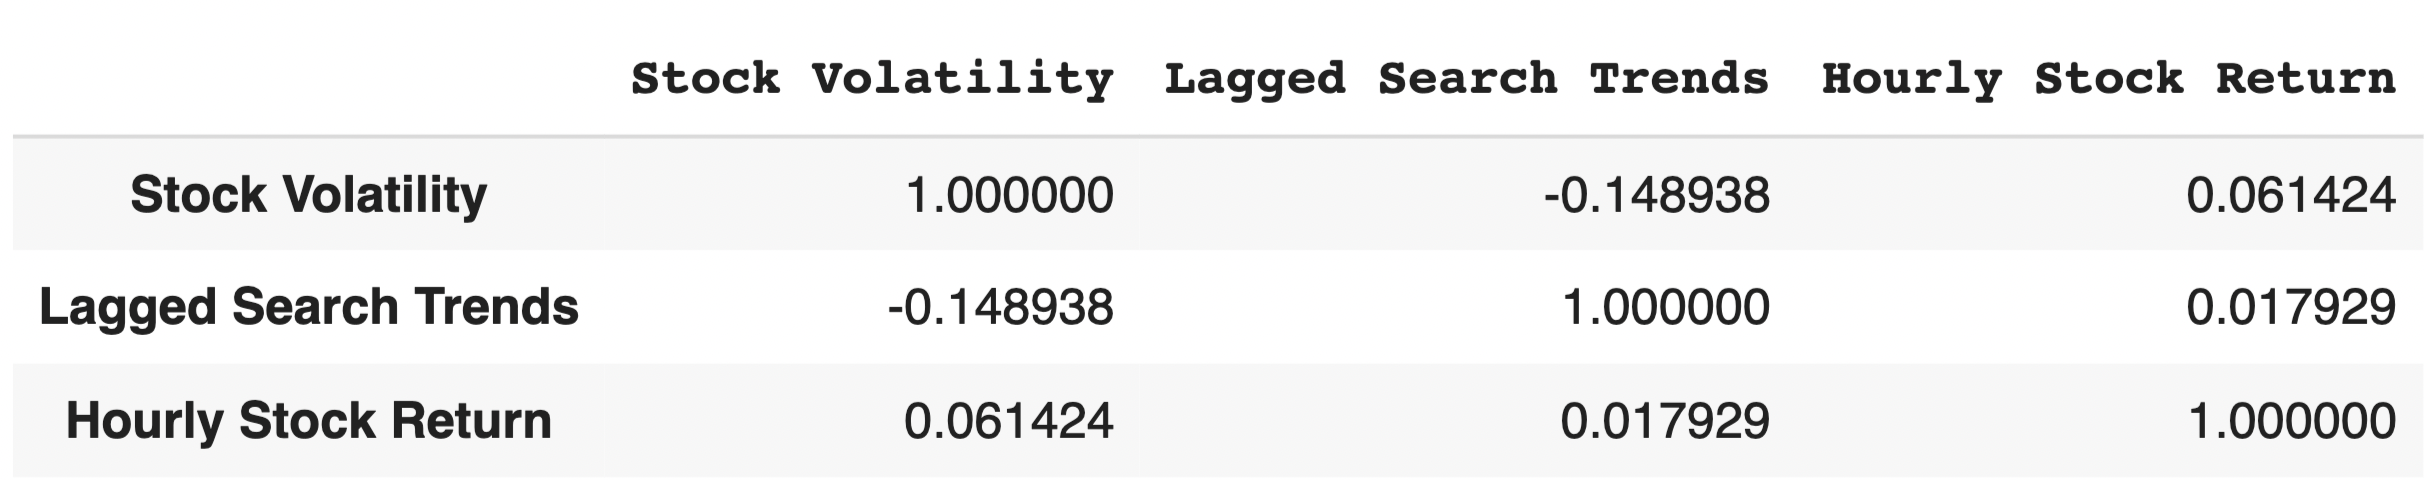 Stock Volatility Lagged Search Trends Hourly Stock Return
Stock Volatility 1.000000 -0.148938 0.061424
Lagged Search Trends -0.148938 1.000000 0.017929
Hourly Stock Return 0.061424 0.017929 1.000000